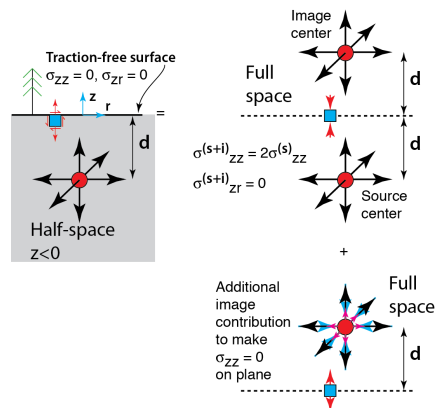 Traction-free surface
σzz = 0, σzr = 0
z
r
=
d
Half-space
z<0
Image
center
d
Full
space
d
σ(s+i)zz = 2σ(s)zz
σ(s+i)zr = 0
Source
center
+
Additional
image
contribution
to make
σzz = 0
on plane
Full
space
d